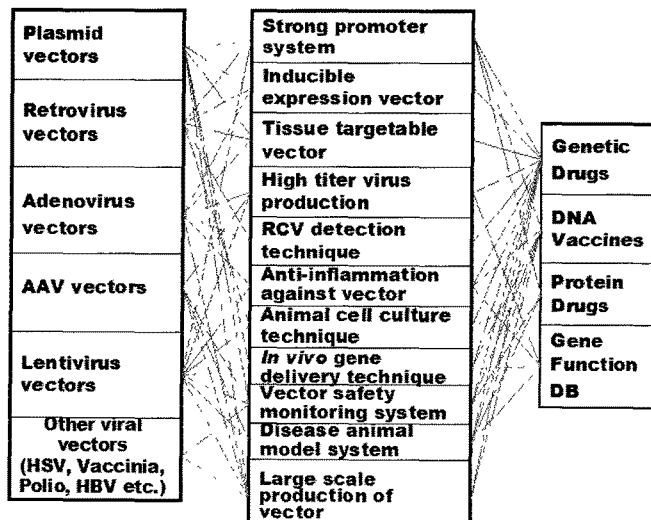 Plasmid
vectors
Retrovirus
vectors
Adenovirus
vectors
AAV vectors
Lentivirus
vectors
Other viral
vectors
(HSV, Vaccinia,
Polio, HBV etc.)
Strong promoter
system
Inducible
expression vector
Tissue targetable
vector
High titer virus
production
RCV detection
technique
Anti-inflammation
against vector
Animal cell culture
technique
In vivo gene
delivery technique
Vector safety
monitoring system
Disease animal
model system
Large scale
production of
vector
Genetic
Drugs
DNA
Vaccines
Protein
Drugs
Gene
Function
DB